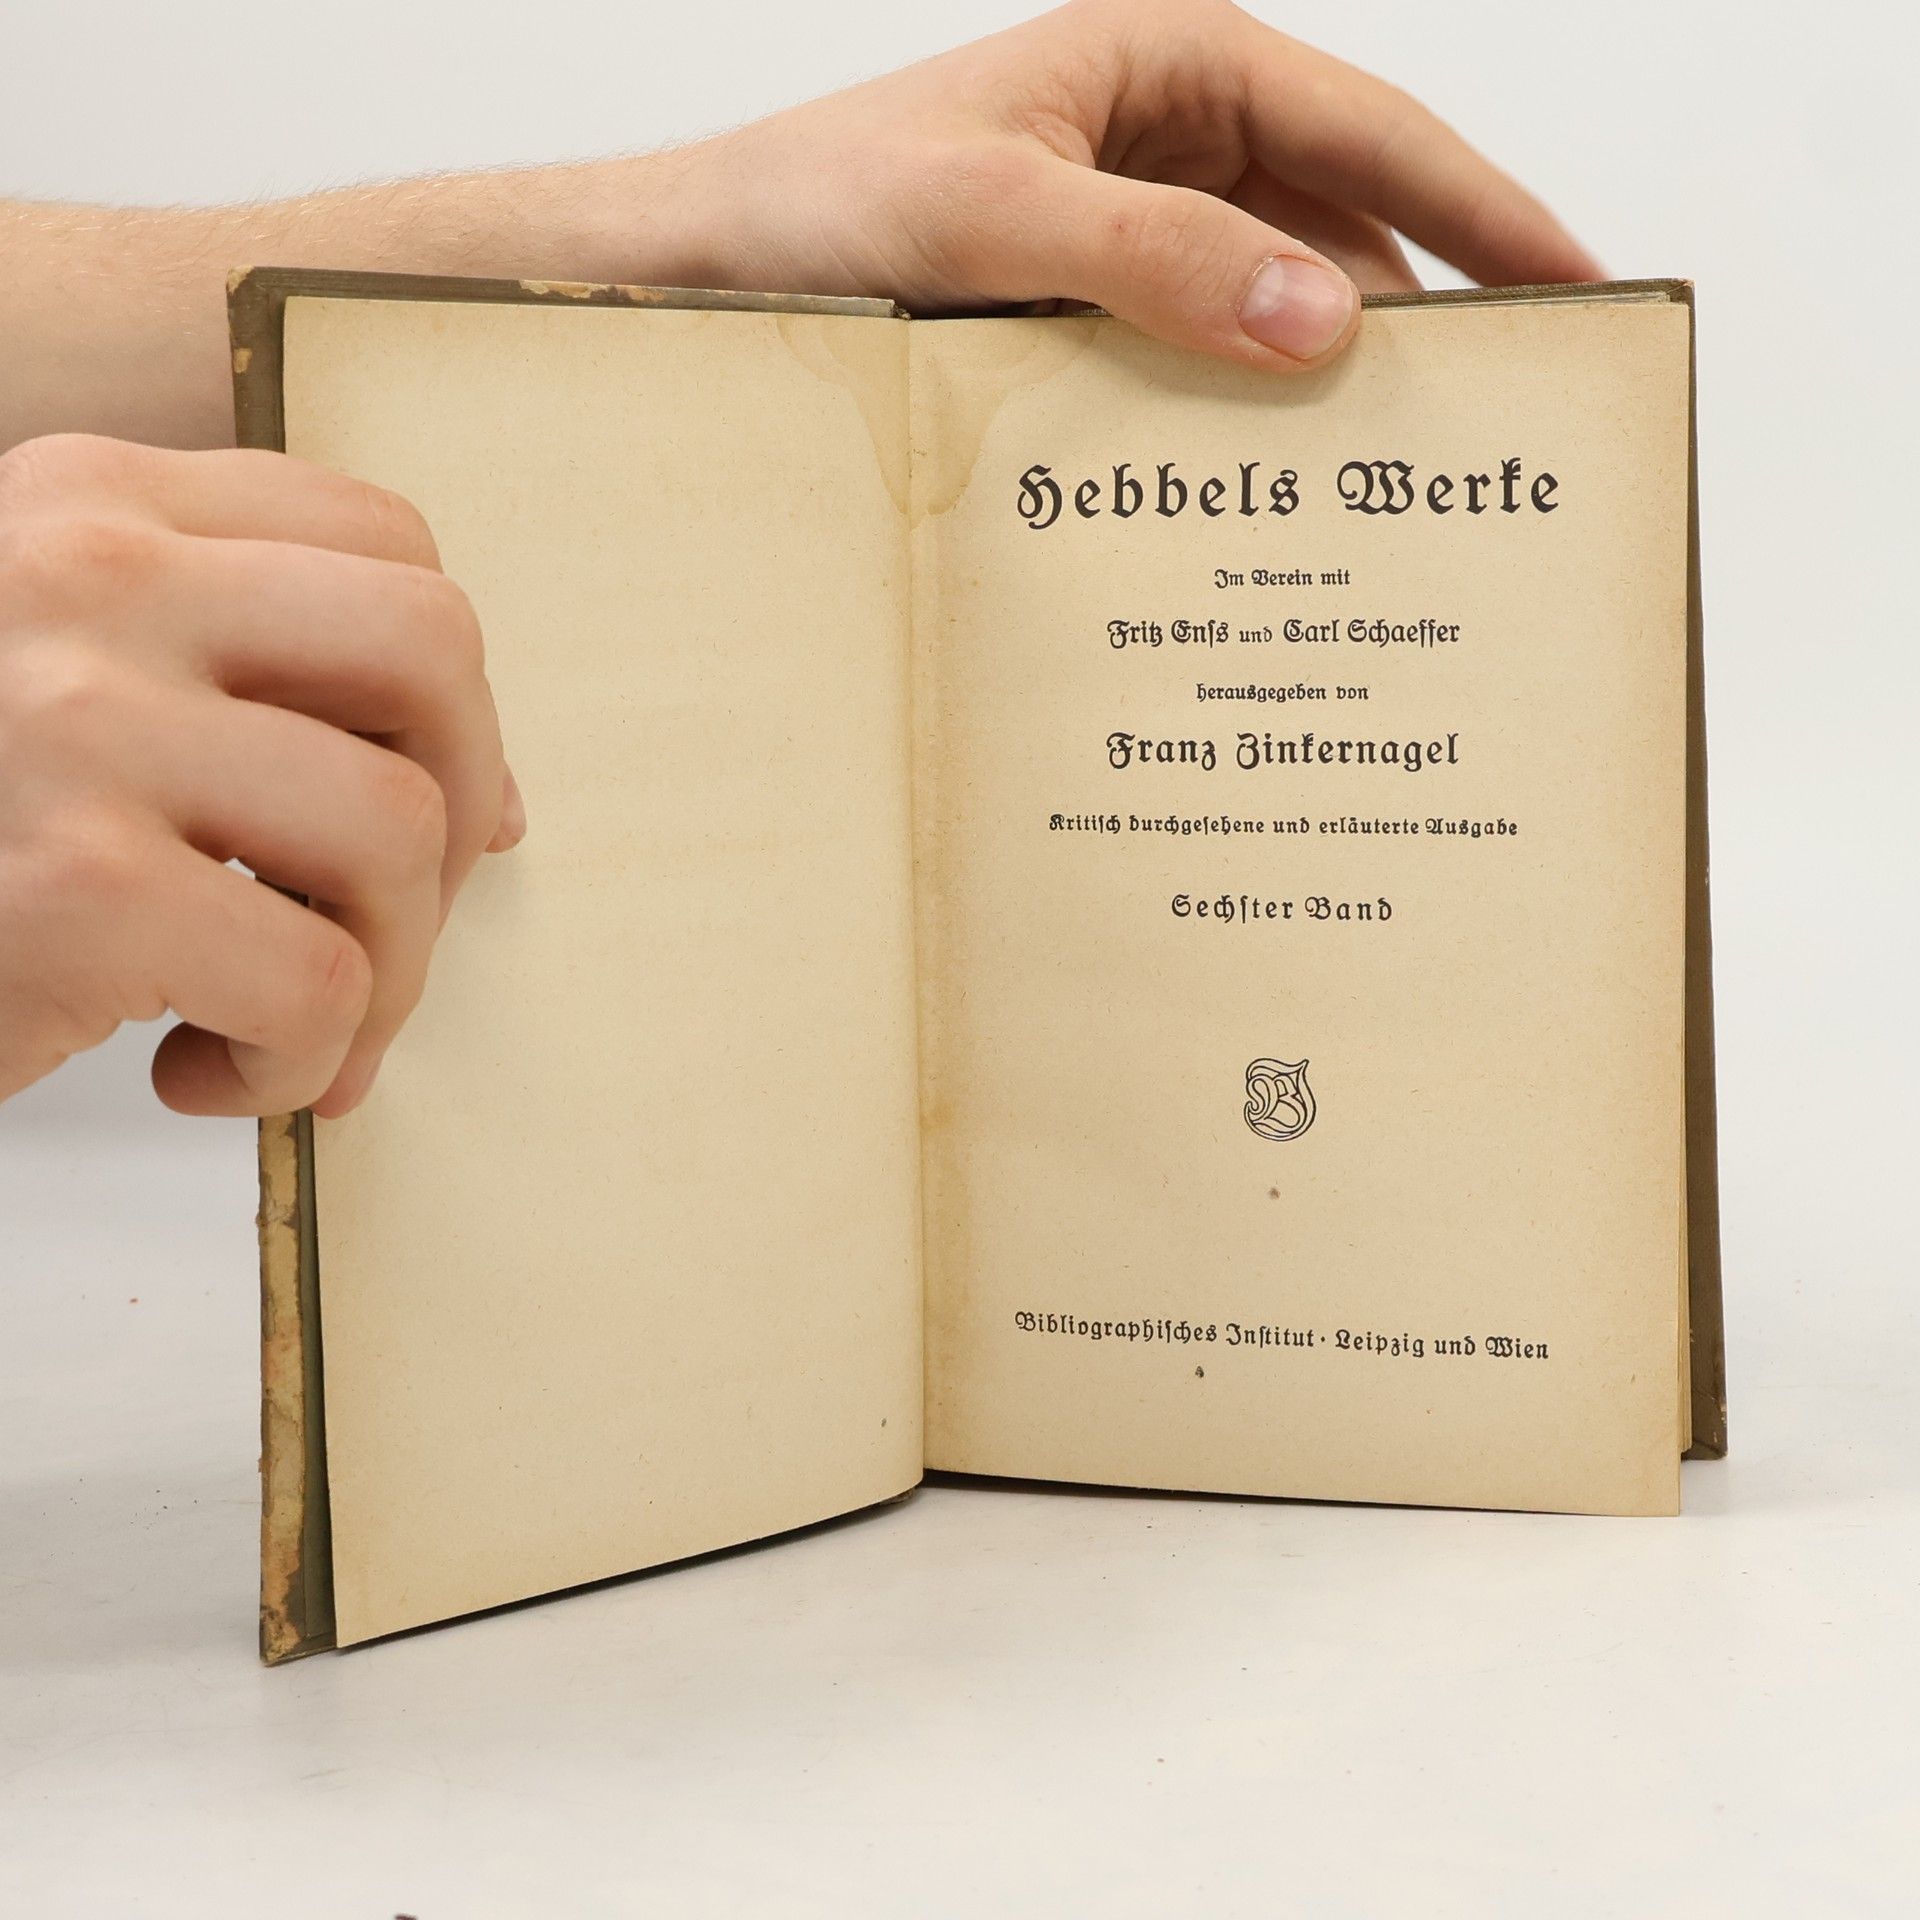 Hebbels Werke
Im Verein mit
Fritz Enſs und Carl Schaeffer
herausgegeben von
Franz Zinkernagel
Kritiſch durchgeſehene und erläuterte Ausgabe
Sechſter Band
BI
Bibliographiſches Inſtitut · Leipzig und Wien